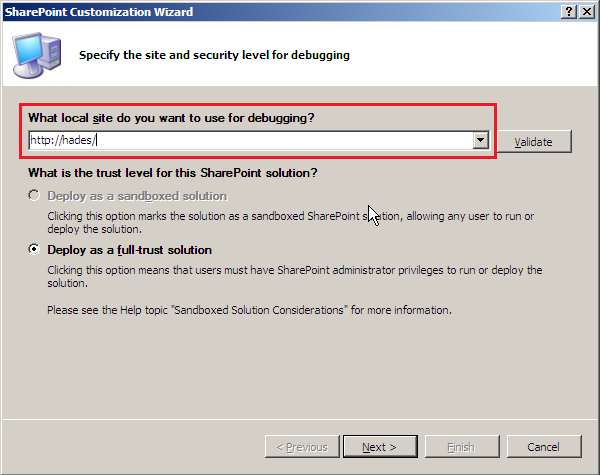 SharePoint Customization Wizard
Specify the site and security level for debugging
What local site do you want to use for debugging?
http://hades/
Validate
What is the trust level for this SharePoint solution?
Deploy as a sandboxed solution
Clicking this option marks the solution as a sandboxed SharePoint solution, allowing any user to run or
deploy the solution.
Deploy as a full-trust solution
Clicking this option means that users must have SharePoint administrator privileges to run or deploy the
solution.
Please see the Help topic "Sandboxed Solution Considerations" for more information.
< Previous
Next >
Finish
Cancel